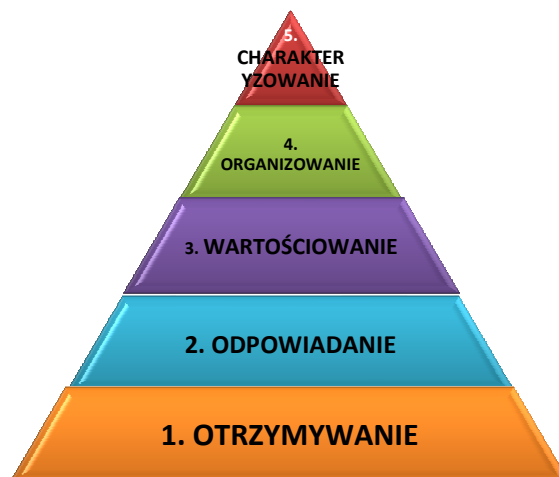 5.
CHARAKTER
YZOWANIE
4.
ORGANIZOWANIE
3. WARTOŚCIOWANIE
2. ODPOWIADANIE
1. OTRZYMYWANIE